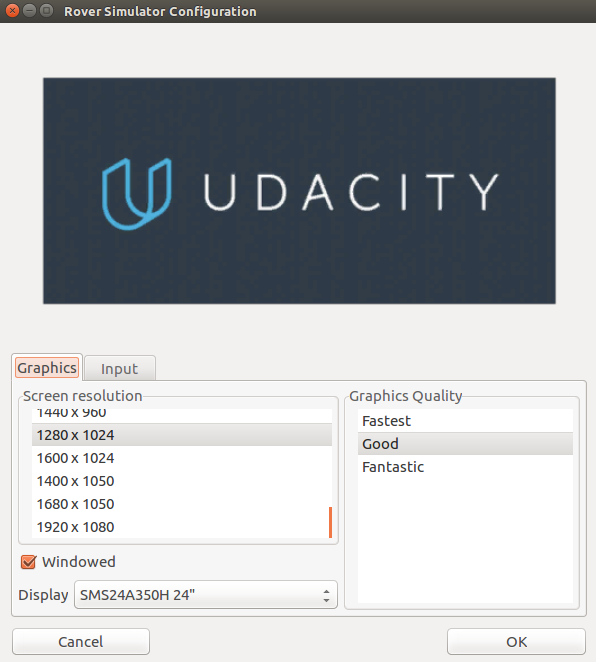 Rover Simulator Configuration
UDACITY
Graphics
Input
Screen resolution
1440 x 960
1280 x 1024
1600 x 1024
1400 x 1050
1680 x 1050
1920 x 1080
Windowed
Display SMS24A350H 24"
Graphics Quality
Fastest
Good
Fantastic
Cancel
OK